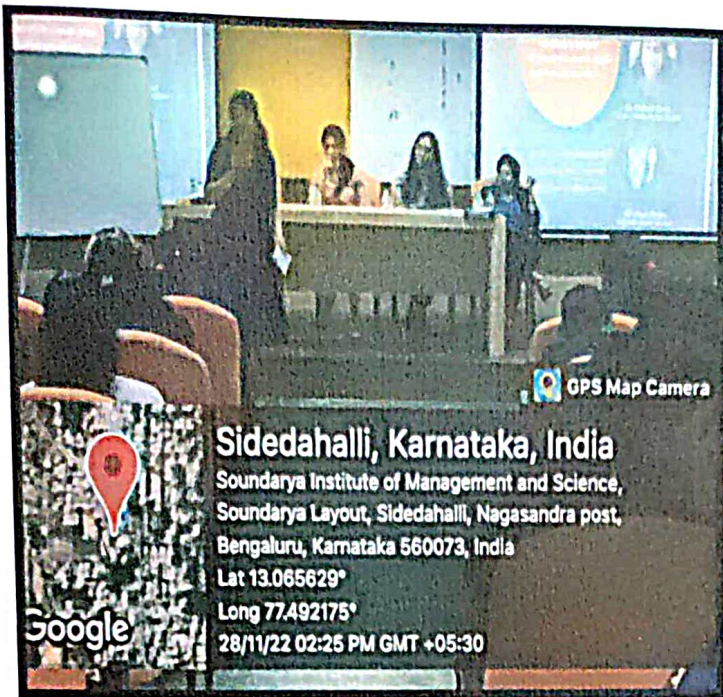 GPS Map Camera
Sidedahalli, Karnataka, India
Soundarya Institute of Management and Science,
Soundarya Layout, Sidedahalli, Nagasandra post,
Bengaluru, Karnataka 560073, India
Lat 13.065629°
Long 77.492175°
Google
28/11/22 02:25 PM GMT +05:30